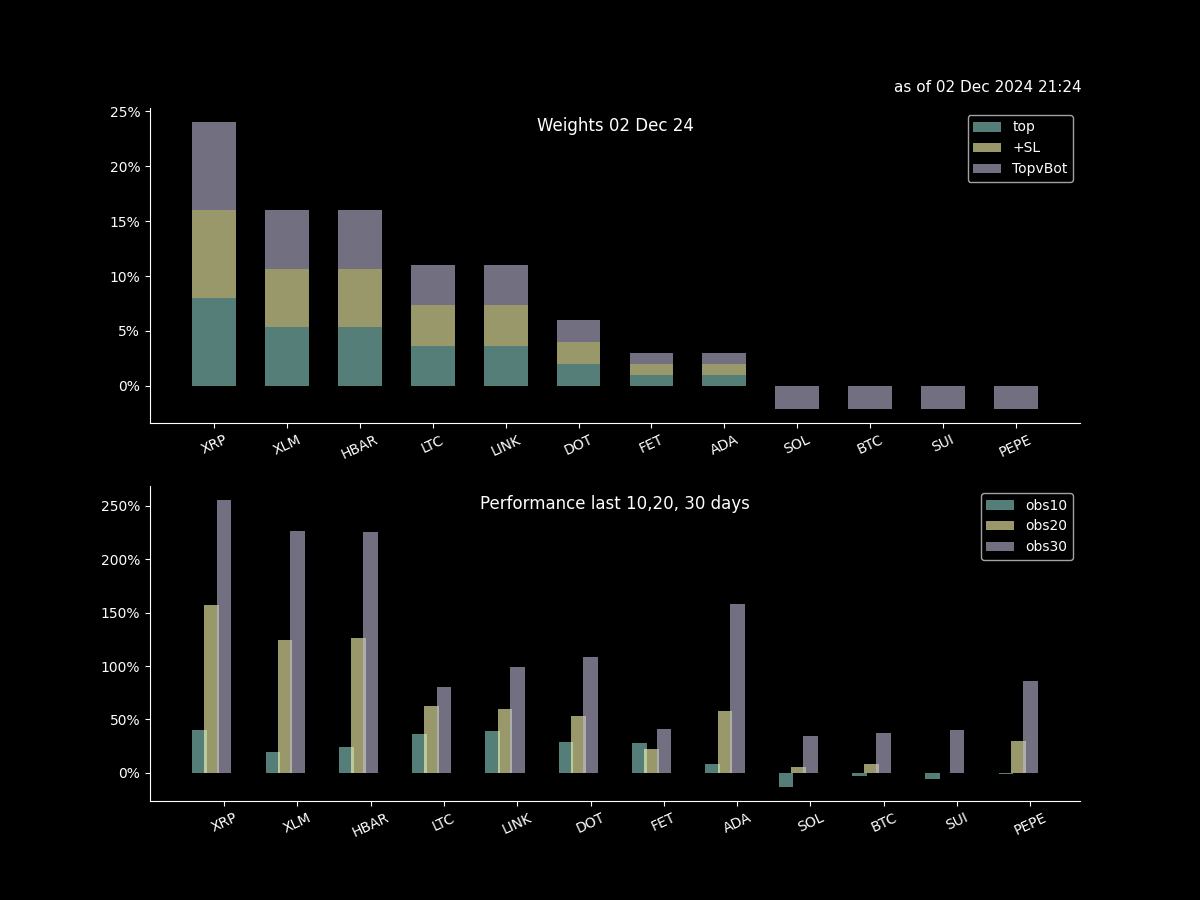 as of 02 Dec 2024 21:24
Weights 02 Dec 24
top
+SL
TopvBot
25%
20%
15%
10%
5%
0%
XRP XLM HBAR LTC LINK DOT FET ADA SOL BTC SUI PEPE
Performance last 10,20, 30 days
obs10
obs20
obs30
250%
200%
150%
100%
50%
0%
XRP XLM HBAR LTC LINK DOT FET ADA SOL BTC SUI PEPE